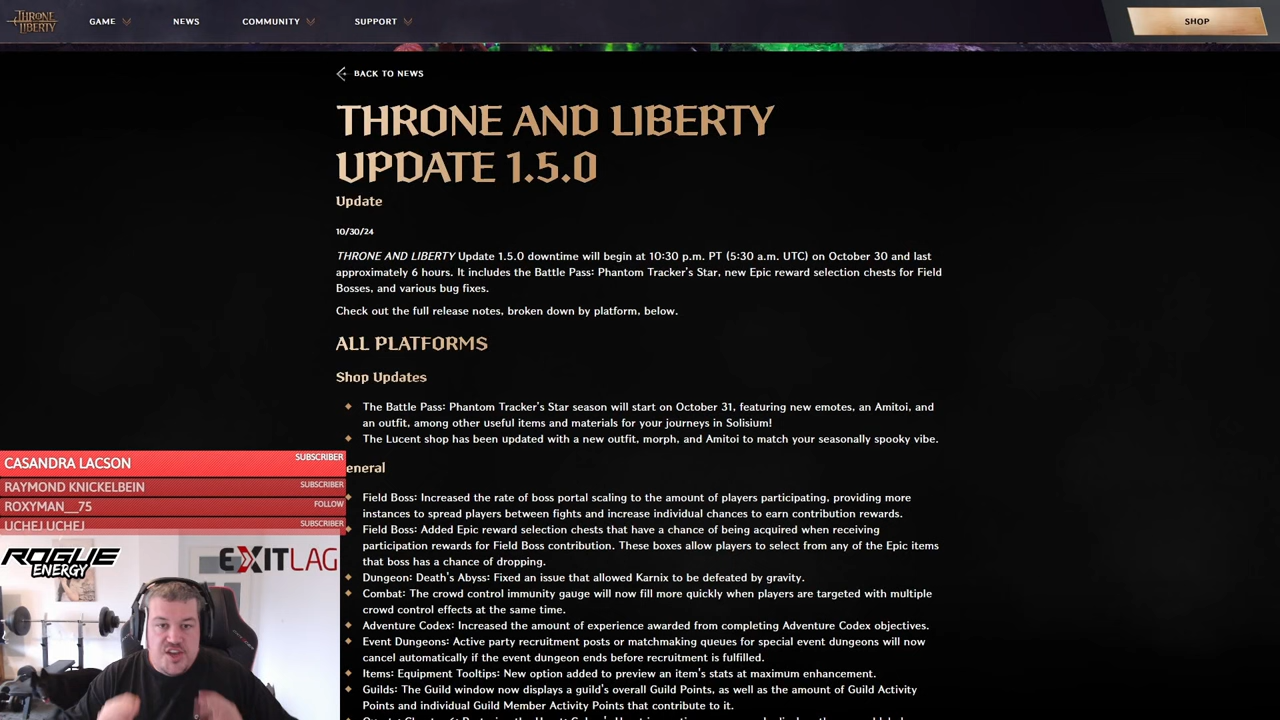 THRONE LIBERTY
GAME NEWS COMMUNITY SUPPORT SHOP
BACK TO NEWS
THRONE AND LIBERTY
UPDATE 1.5.0
Update
10/30/24
THRONE AND LIBERTY Update 1.5.0 downtime will begin at 10:30 p.m. PT (5:30 a.m. UTC) on October 30 and last
approximately 6 hours. It includes the Battle Pass: Phantom Tracker's Star, new Epic reward selection chests for Field
Bosses, and various bug fixes.
Check out the full release notes, broken down by platform, below.
ALL PLATFORMS
Shop Updates
The Battle Pass: Phantom Tracker's Star season will start on October 31, featuring new emotes, an Amitoi, and
an outfit, among other useful items and materials for your journeys in Solisium!
The Lucent shop has been updated with a new outfit, morph, and Amitoi to match your seasonally spooky vibe.
eneral
Field Boss: Increased the rate of boss portal scaling to the amount of players participating, providing more
instances to spread players between fights and increase individual chances to earn contribution rewards.
Field Boss: Added Epic reward selection chests that have a chance of being acquired when receiving
participation rewards for Field Boss contribution. These boxes allow players to select from any of the Epic items
that boss has a chance of dropping.
Dungeon: Death's Abyss: Fixed an issue that allowed Karnix to be defeated by gravity.
Combat: The crowd control immunity gauge will now fill more quickly when players are targeted with multiple
crowd control effects at the same time.
Adventure Codex: Increased the amount of experience awarded from completing Adventure Codex objectives.
Event Dungeons: Active party recruitment posts or matchmaking queues for special event dungeons will now
cancel automatically if the event dungeon ends before recruitment is fulfilled.
Items: Equipment Tooltips: New option added to preview an item's stats at maximum enhancement.
Guilds: The Guild window now displays a guild's overall Guild Points, as well as the amount of Guild Activity
Points and individual Guild Member Activity Points that contribute to it.
CASANDRA LACSON SUBSCRIBER
RAYMOND KNICKELBEIN SUBSCRIBER
ROXYMAN__75 FOLLOW
UCHEJ UCHEJ SUBSCRIBER
ROGUE
ENERGY
EXITLAG